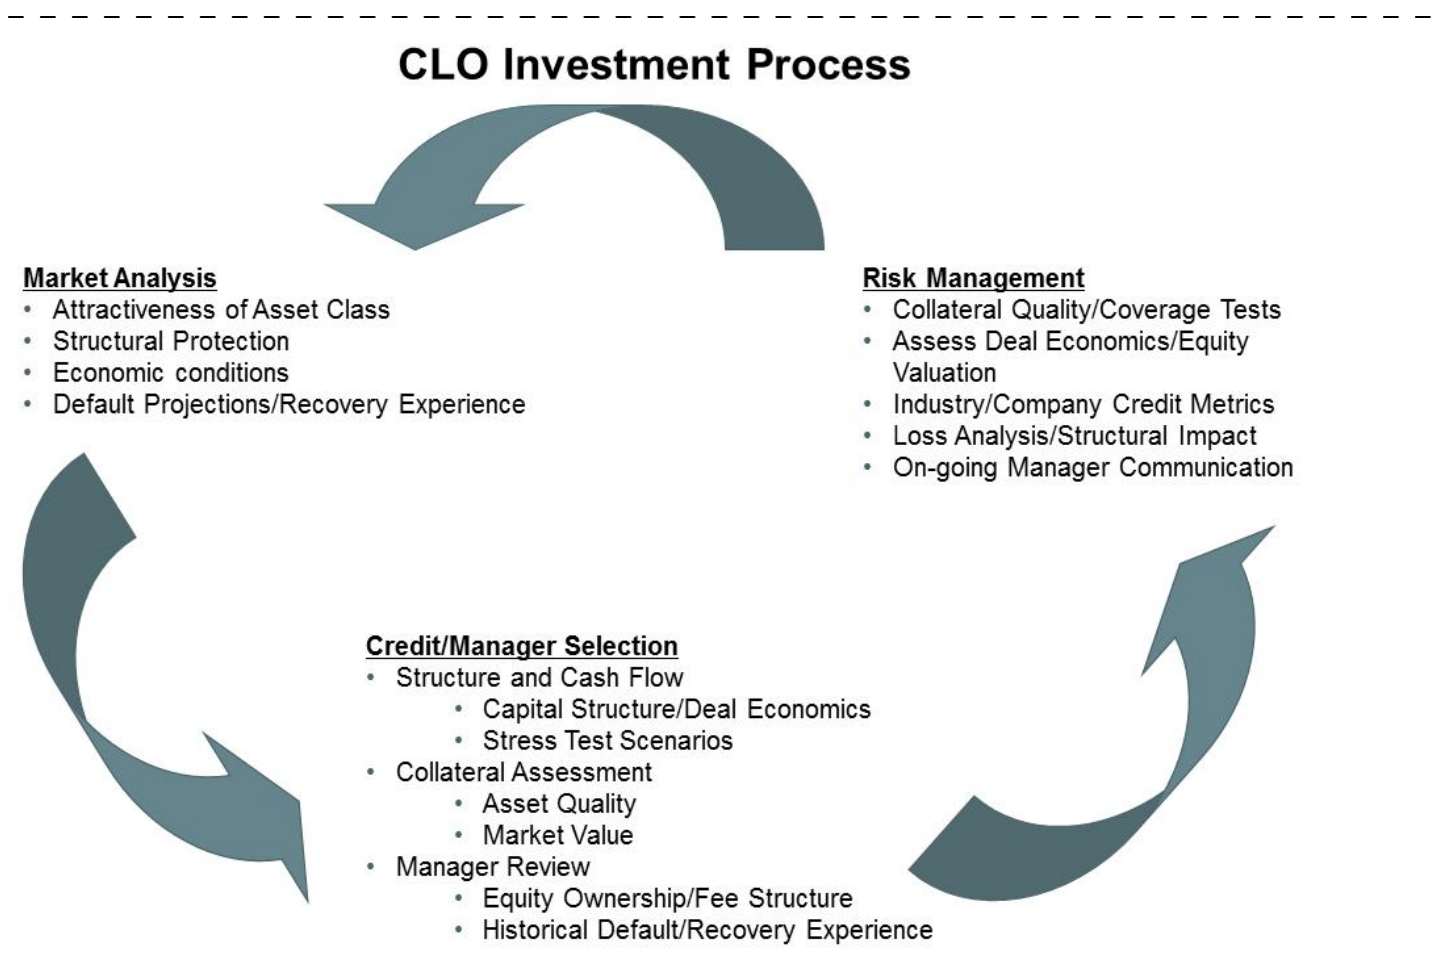 CLO Investment Process
Market Analysis
• Attractiveness of Asset Class
• Structural Protection
• Economic conditions
• Default Projections/Recovery Experience
Risk Management
• Collateral Quality/Coverage Tests
• Assess Deal Economics/Equity
Valuation
• Industry/Company Credit Metrics
• Loss Analysis/Structural Impact
• On-going Manager Communication
Credit/Manager Selection
• Structure and Cash Flow
• Capital Structure/Deal Economics
• Stress Test Scenarios
• Collateral Assessment
• Asset Quality
• Market Value
• Manager Review
• Equity Ownership/Fee Structure
• Historical Default/Recovery Experience